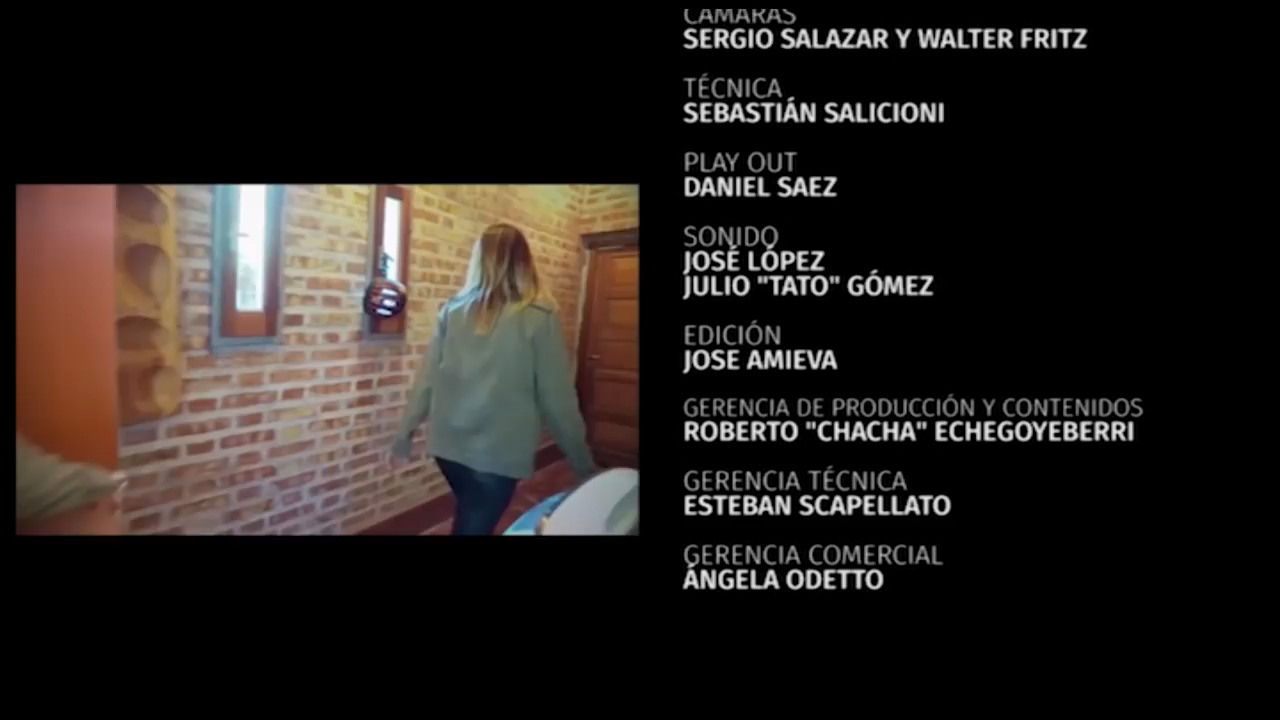 CÁMARAS
SERGIO SALAZAR Y WALTER FRITZ
TÉCNICA
SEBASTIÁN SALICIONI
PLAY OUT
DANIEL SAEZ
SONIDO
JOSÉ LÓPEZ
JULIO "TATO" GÓMEZ
EDICIÓN
JOSE AMIEVA
GERENCIA DE PRODUCCIÓN Y CONTENIDOS
ROBERTO "CHACHA" ECHEGOYEBERRI
GERENCIA TÉCNICA
ESTEBAN SCAPELLATO
GERENCIA COMERCIAL
ÁNGELA ODETTO